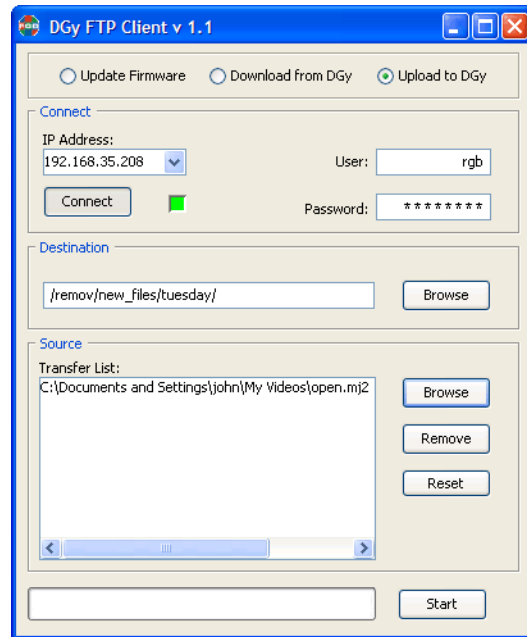 DGy FTP Client v 1.1
Update Firmware Download from DGy Upload to DGy
Connect
IP Address:
192.168.35.208
User: rgb
Connect
Password: ********
Destination
/remov/new_files/tuesday/
Browse
Source
Transfer List:
C:\Documents and Settings\john\My Videos\open.mj2
Browse
Remove
Reset
Start